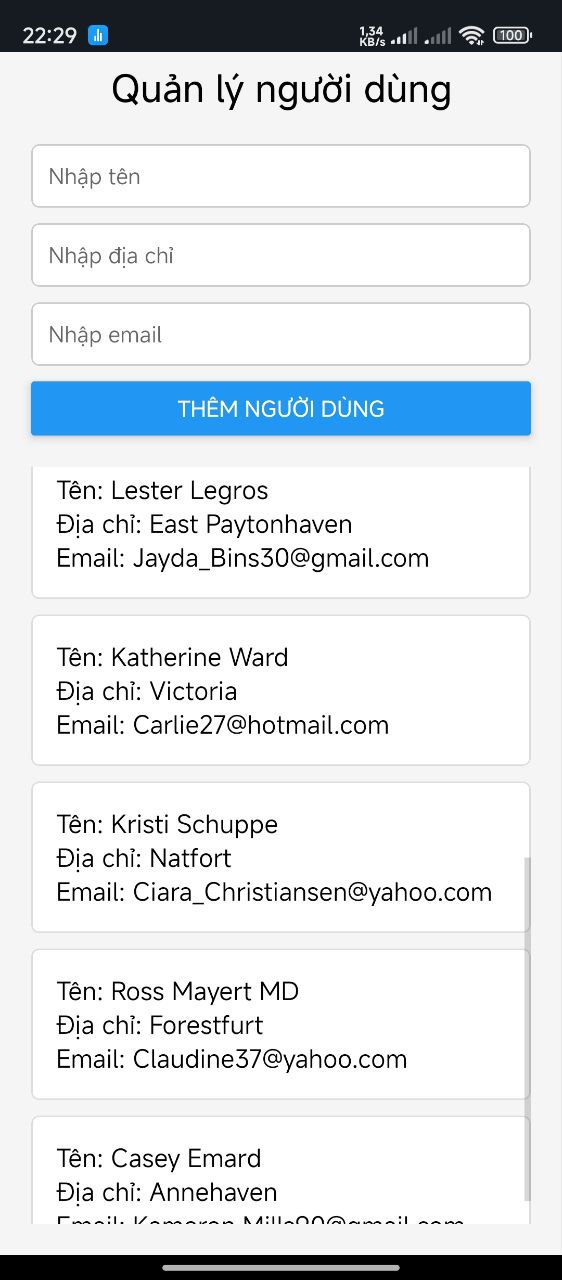 22:29
1,34
KB/s
100
Quản lý người dùng
Nhập tên
Nhập địa chỉ
Nhập email
THÊM NGƯỜI DÙNG
Tên: Lester Legros
Địa chỉ: East Paytonhaven
Email: Jayda_Bins30@gmail.com
Tên: Katherine Ward
Địa chỉ: Victoria
Email: Carlie27@hotmail.com
Tên: Kristi Schuppe
Địa chỉ: Natfort
Email: Ciara_Christiansen@yahoo.com
Tên: Ross Mayert MD
Địa chỉ: Forestfurt
Email: Claudine37@yahoo.com
Tên: Casey Emard
Địa chỉ: Annehaven
Email: